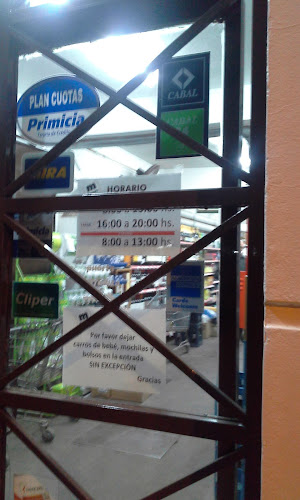 PLAN CUOTAS
Primicia
CABAL
CABAL
HORARIO
16:00 a 20:00 hs.
8:00 a 13:00 hs.
Cliper
Por favor dejar
carros de bebé, mochilas y
bolsos en la entrada
SIN EXCEPCIÓN
Gracias